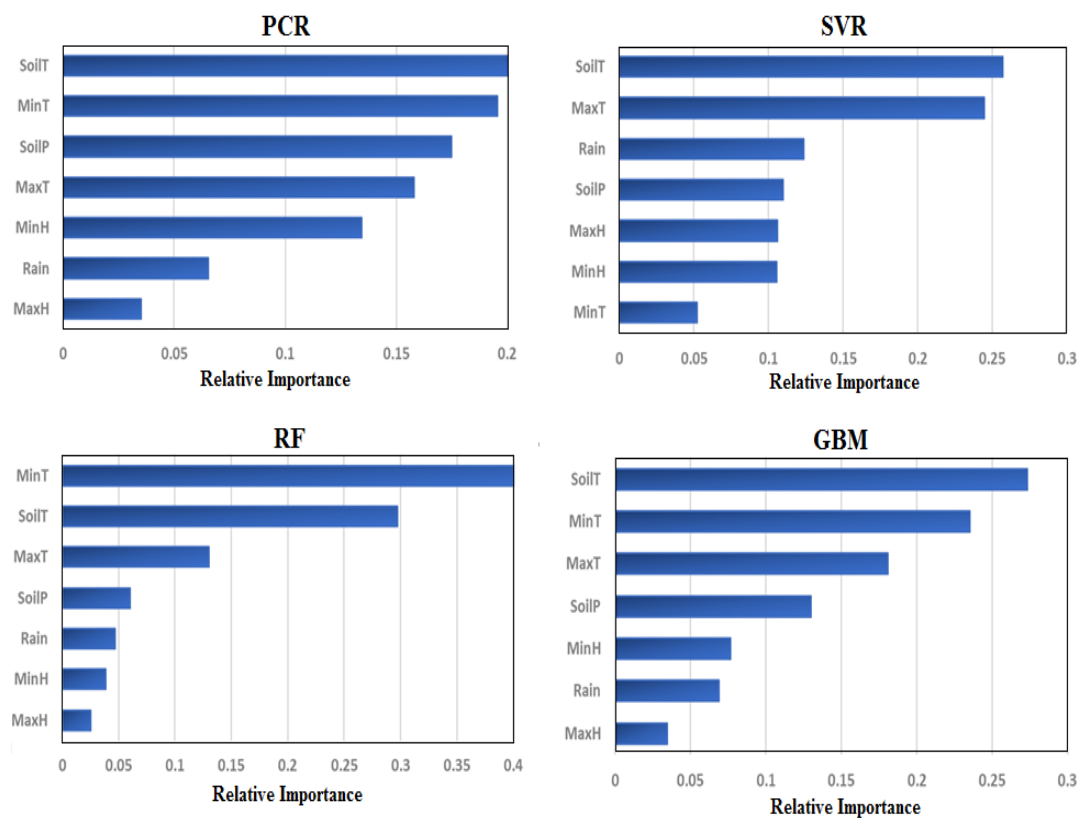 PCR
SoilT
MinT
SoilP
MaxT
MinH
Rain
MaxH
0 0.05 0.1 0.15 0.2
Relative Importance
SVR
SoilT
MaxT
Rain
SoilP
MaxH
MinH
MinT
0 0.05 0.1 0.15 0.2 0.25 0.3
Relative Importance
RF
MinT
SoilT
MaxT
SoilP
Rain
MinH
MaxH
0 0.05 0.1 0.15 0.2 0.25 0.3 0.35 0.4
Relative Importance
GBM
SoilT
MinT
MaxT
SoilP
MinH
Rain
MaxH
0 0.05 0.1 0.15 0.2 0.25 0.3
Relative Importance